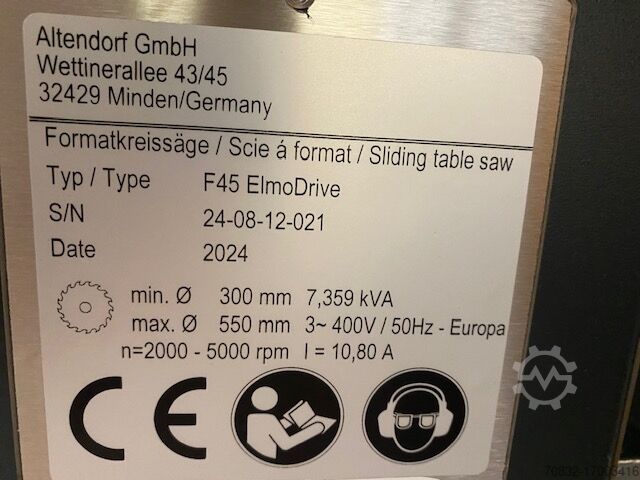 Altendorf GmbH
Wettinerallee 43/45
32429 Minden/Germany
Formatkreissäge / Scie á format / Sliding table saw
Typ / Type F45 ElmoDrive
S/N 24-08-12-021
Date 2024
min. Ø 300 mm 7,359 kVA
max. Ø 550 mm 3~ 400V / 50Hz - Europa
n=2000 - 5000 rpm I = 10,80 A
CE
70832-17003416